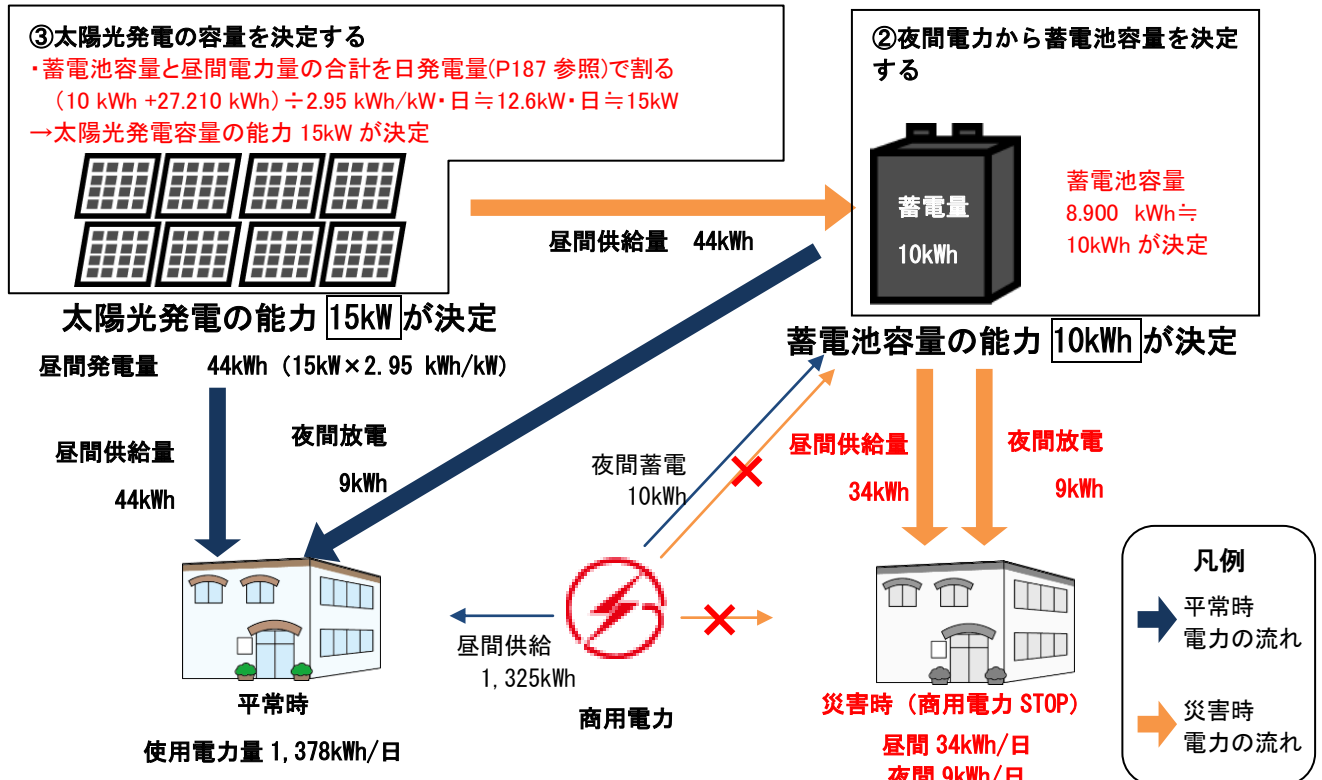 ③太陽光発電の容量を決定する
・蓄電池容量と昼間電力量の合計を日発電量(P187 参照)で割る
(10 kWh +27.210 kWh)÷2.95 kWh/kW・日≒12.6kW・日≒15kW
→太陽光発電容量の能力 15kW が決定
②夜間電力から蓄電池容量を決定
する
蓄電量
10kWh
蓄電池容量
8.900 kWh≒
10kWh が決定
昼間供給量 44kWh
太陽光発電の能力 15kW が決定
蓄電池容量の能力 10kWh が決定
昼間発電量 44kWh (15kW×2.95 kWh/kW)
昼間供給量
44kWh
夜間放電
9kWh
夜間蓄電
10kWh
昼間供給量
34kWh
夜間放電
9kWh
昼間供給
1,325kWh
商用電力
平常時
使用電力量 1,378kWh/日
災害時(商用電力 STOP)
昼間 34kWh/日
夜間 9kWh/日
凡例
平常時
電力の流れ
災害時
電力の流れ